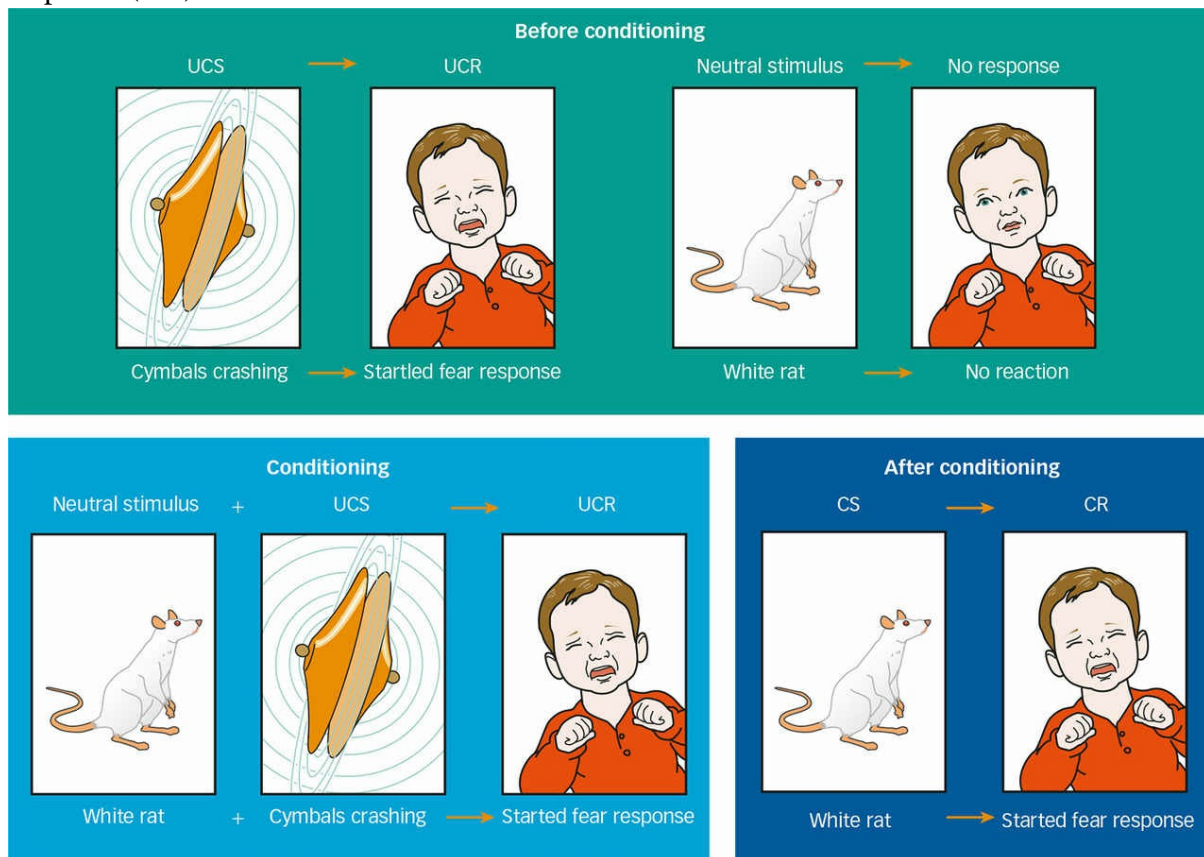 Before conditioning
UCS → UCR
Neutral stimulus → No response
Cymbals crashing → Startled fear response
White rat → No reaction
Conditioning
Neutral stimulus + UCS → UCR
White rat + Cymbals crashing → Started fear response
After conditioning
CS → CR
White rat → Started fear response